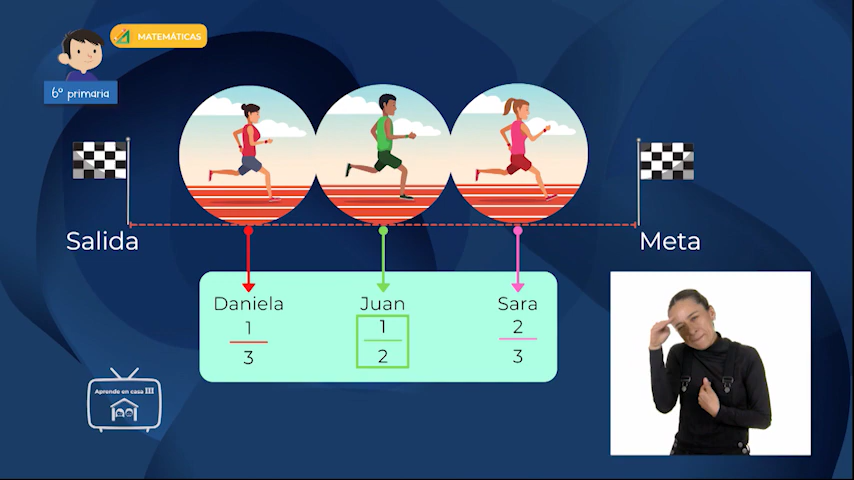 MATEMÁTICAS
6º primaria
Salida
Meta
Daniela
1
3
Juan
1
2
Sara
2
3
Aprende en casa III